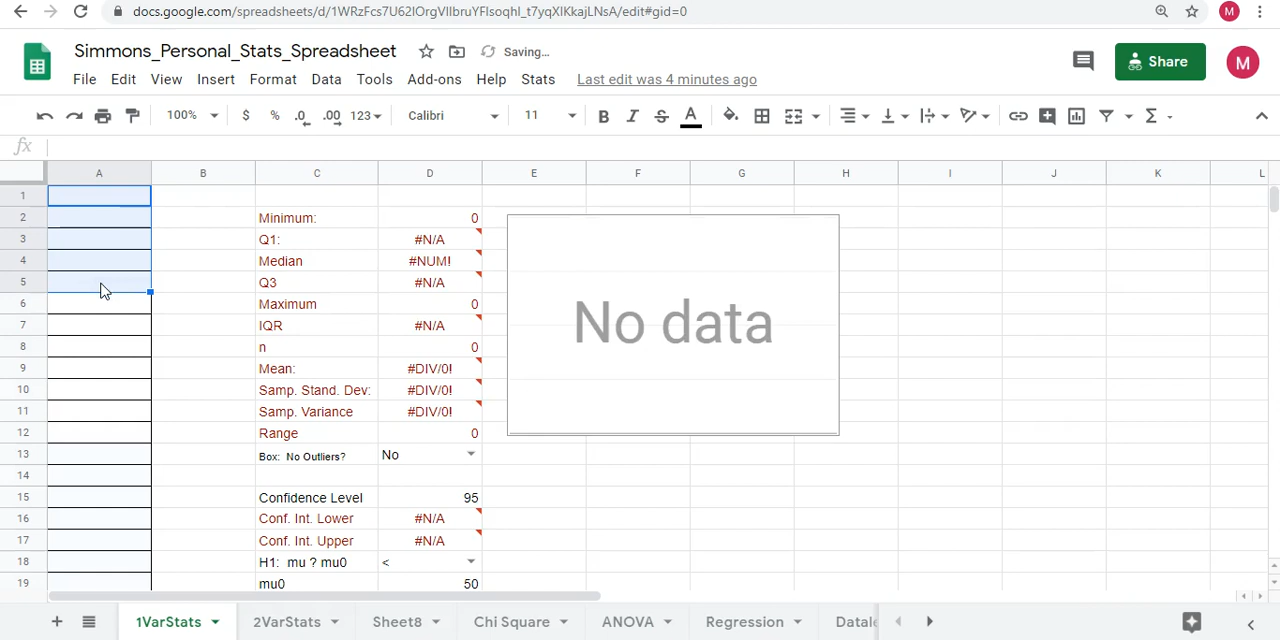 docs.google.com/spreadsheets/d/1WRzFcs7U62IOrgVIIbruYFIsoqhI_t7yqXIKkajLNsA/edit#gid=0
M
Simmons_Personal_Stats_Spreadsheet
Saving...
File Edit View Insert Format Data Tools Add-ons Help Stats Last edit was 4 minutes ago
Share
M
100% $ % .0 .00 123 Calibri 11 B I S A Σ
fx
A B C D E F G H I J K L
1
2 Minimum: 0
3 Q1: #N/A
4 Median #NUM!
5 Q3 #N/A
6 Maximum 0
7 IQR #N/A
8 n 0
9 Mean: #DIV/0!
10 Samp. Stand. Dev: #DIV/0!
11 Samp. Variance #DIV/0!
12 Range 0
13 Box: No Outliers? No
14
15 Confidence Level 95
16 Conf. Int. Lower #N/A
17 Conf. Int. Upper #N/A
18 H1: mu ? mu0 <
19 mu0 50
No data
1VarStats 2VarStats Sheet8 Chi Square ANOVA Regression Datal